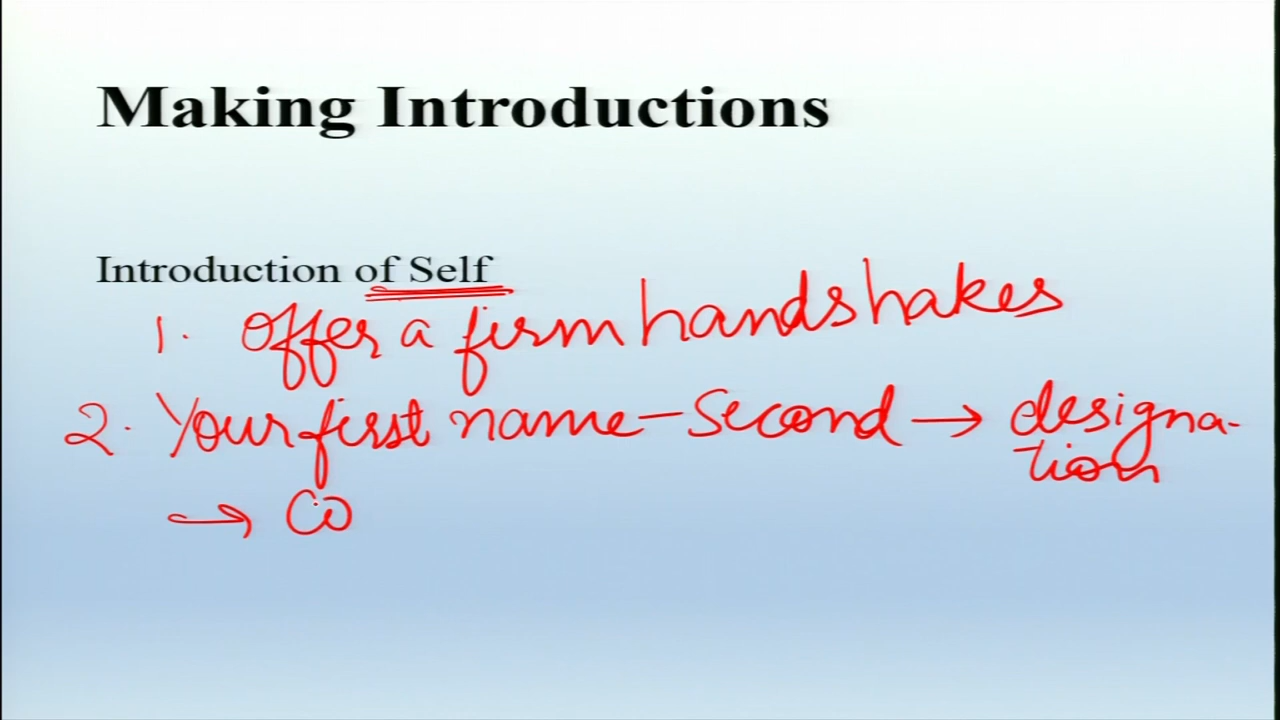 Making Introductions
Introduction of Self
1. Offer a firm handshakes
2. Your first name - Second → designa-
tion
→ Co